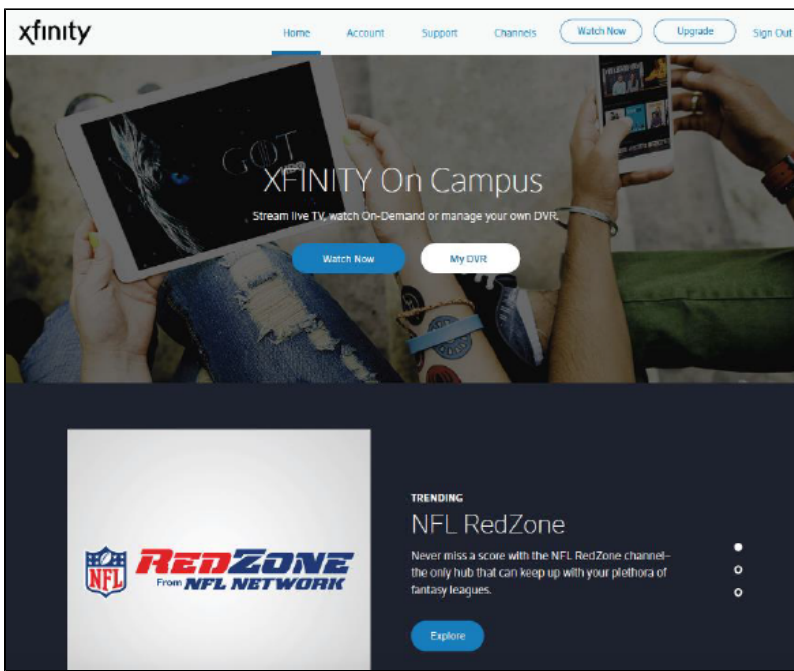 xfinity
Home Account Support Channels Watch Now Upgrade Sign Out
GOT
HBO
XFINITY On Campus
Stream live TV, watch On-Demand or manage your own DVR.
Watch Now My DVR
TRENDING
NFL RedZone
Never miss a score with the NFL RedZone channel–
the only hub that can keep up with your plethora of
fantasy leagues.
Explore
NFL
REDZONE
From NFL NETWORK